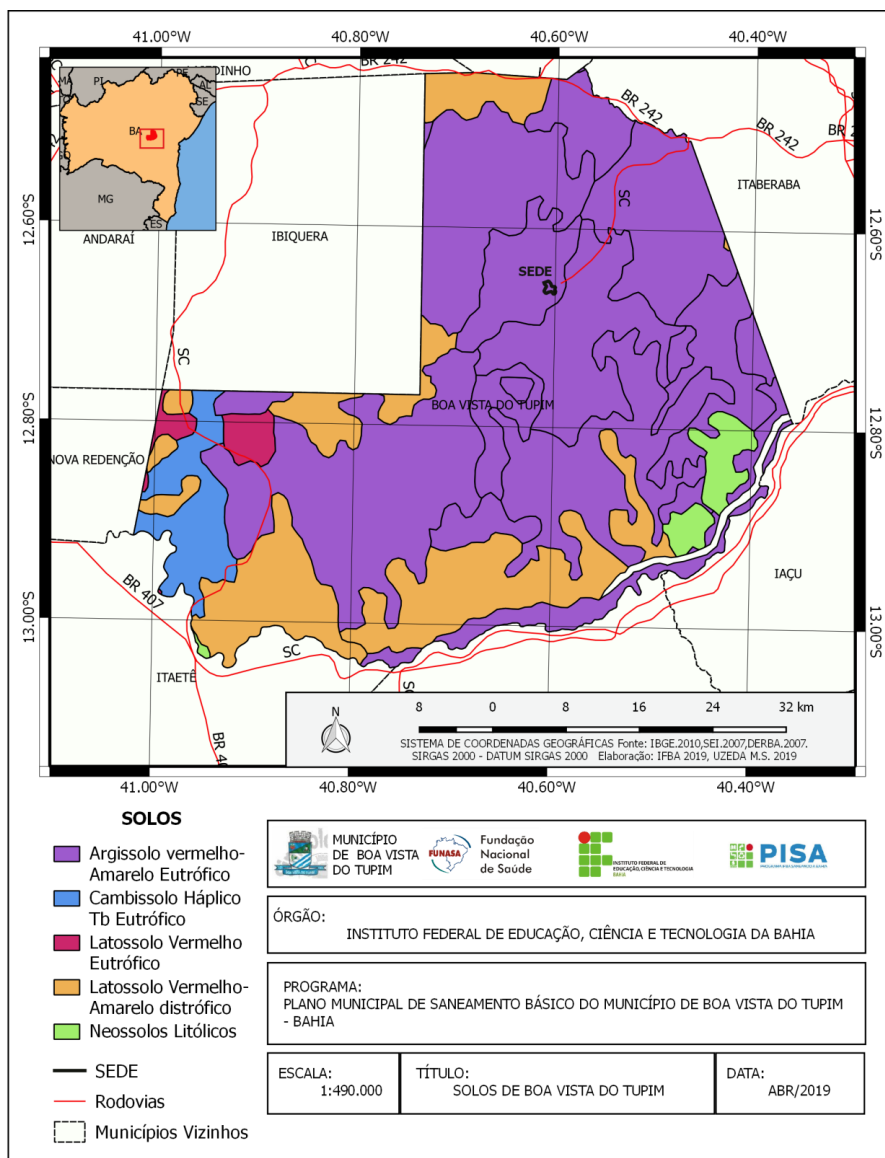 41.00°W
40.80°W
40.60°W
40.40°W
MA
PI
PE
AL
SE
BA
MG
ES
BR 242
BR 242
BR 242
ITABERABA
SC
12.60°S
12.60°S
ANDARAÍ
IBIQUERA
SEDE
SC
BOA VISTA DO TUPIM
12.80°S
12.80°S
NOVA REDENÇÃO
IAÇU
BR 407
13.00°S
13.00°S
SC
ITAETÊ
N
8 0 8 16 24 32 km
SISTEMA DE COORDENADAS GEOGRÁFICAS Fonte: IBGE.2010,SEI.2007,DERBA.2007.
SIRGAS 2000 - DATUM SIRGAS 2000 Elaboração: IFBA 2019, UZEDA M.S. 2019
41.00°W
40.80°W
40.60°W
40.40°W
SOLOS
Argissolo vermelho-
Amarelo Eutrófico
Cambissolo Háplico
Tb Eutrófico
Latossolo Vermelho
Eutrófico
Latossolo Vermelho-
Amarelo distrófico
Neossolos Litólicos
SEDE
Rodovias
Municípios Vizinhos
MUNICÍPIO
DE BOA VISTA
DO TUPIM
FUNASA
Fundação
Nacional
de Saúde
INSTITUTO FEDERAL DE
EDUCAÇÃO, CIÊNCIA E TECNOLOGIA
BAHIA
PISA
ÓRGÃO:
INSTITUTO FEDERAL DE EDUCAÇÃO, CIÊNCIA E TECNOLOGIA DA BAHIA
PROGRAMA:
PLANO MUNICIPAL DE SANEAMENTO BÁSICO DO MUNICÍPIO DE BOA VISTA DO TUPIM
- BAHIA
ESCALA:
1:490.000
TÍTULO:
SOLOS DE BOA VISTA DO TUPIM
DATA:
ABR/2019